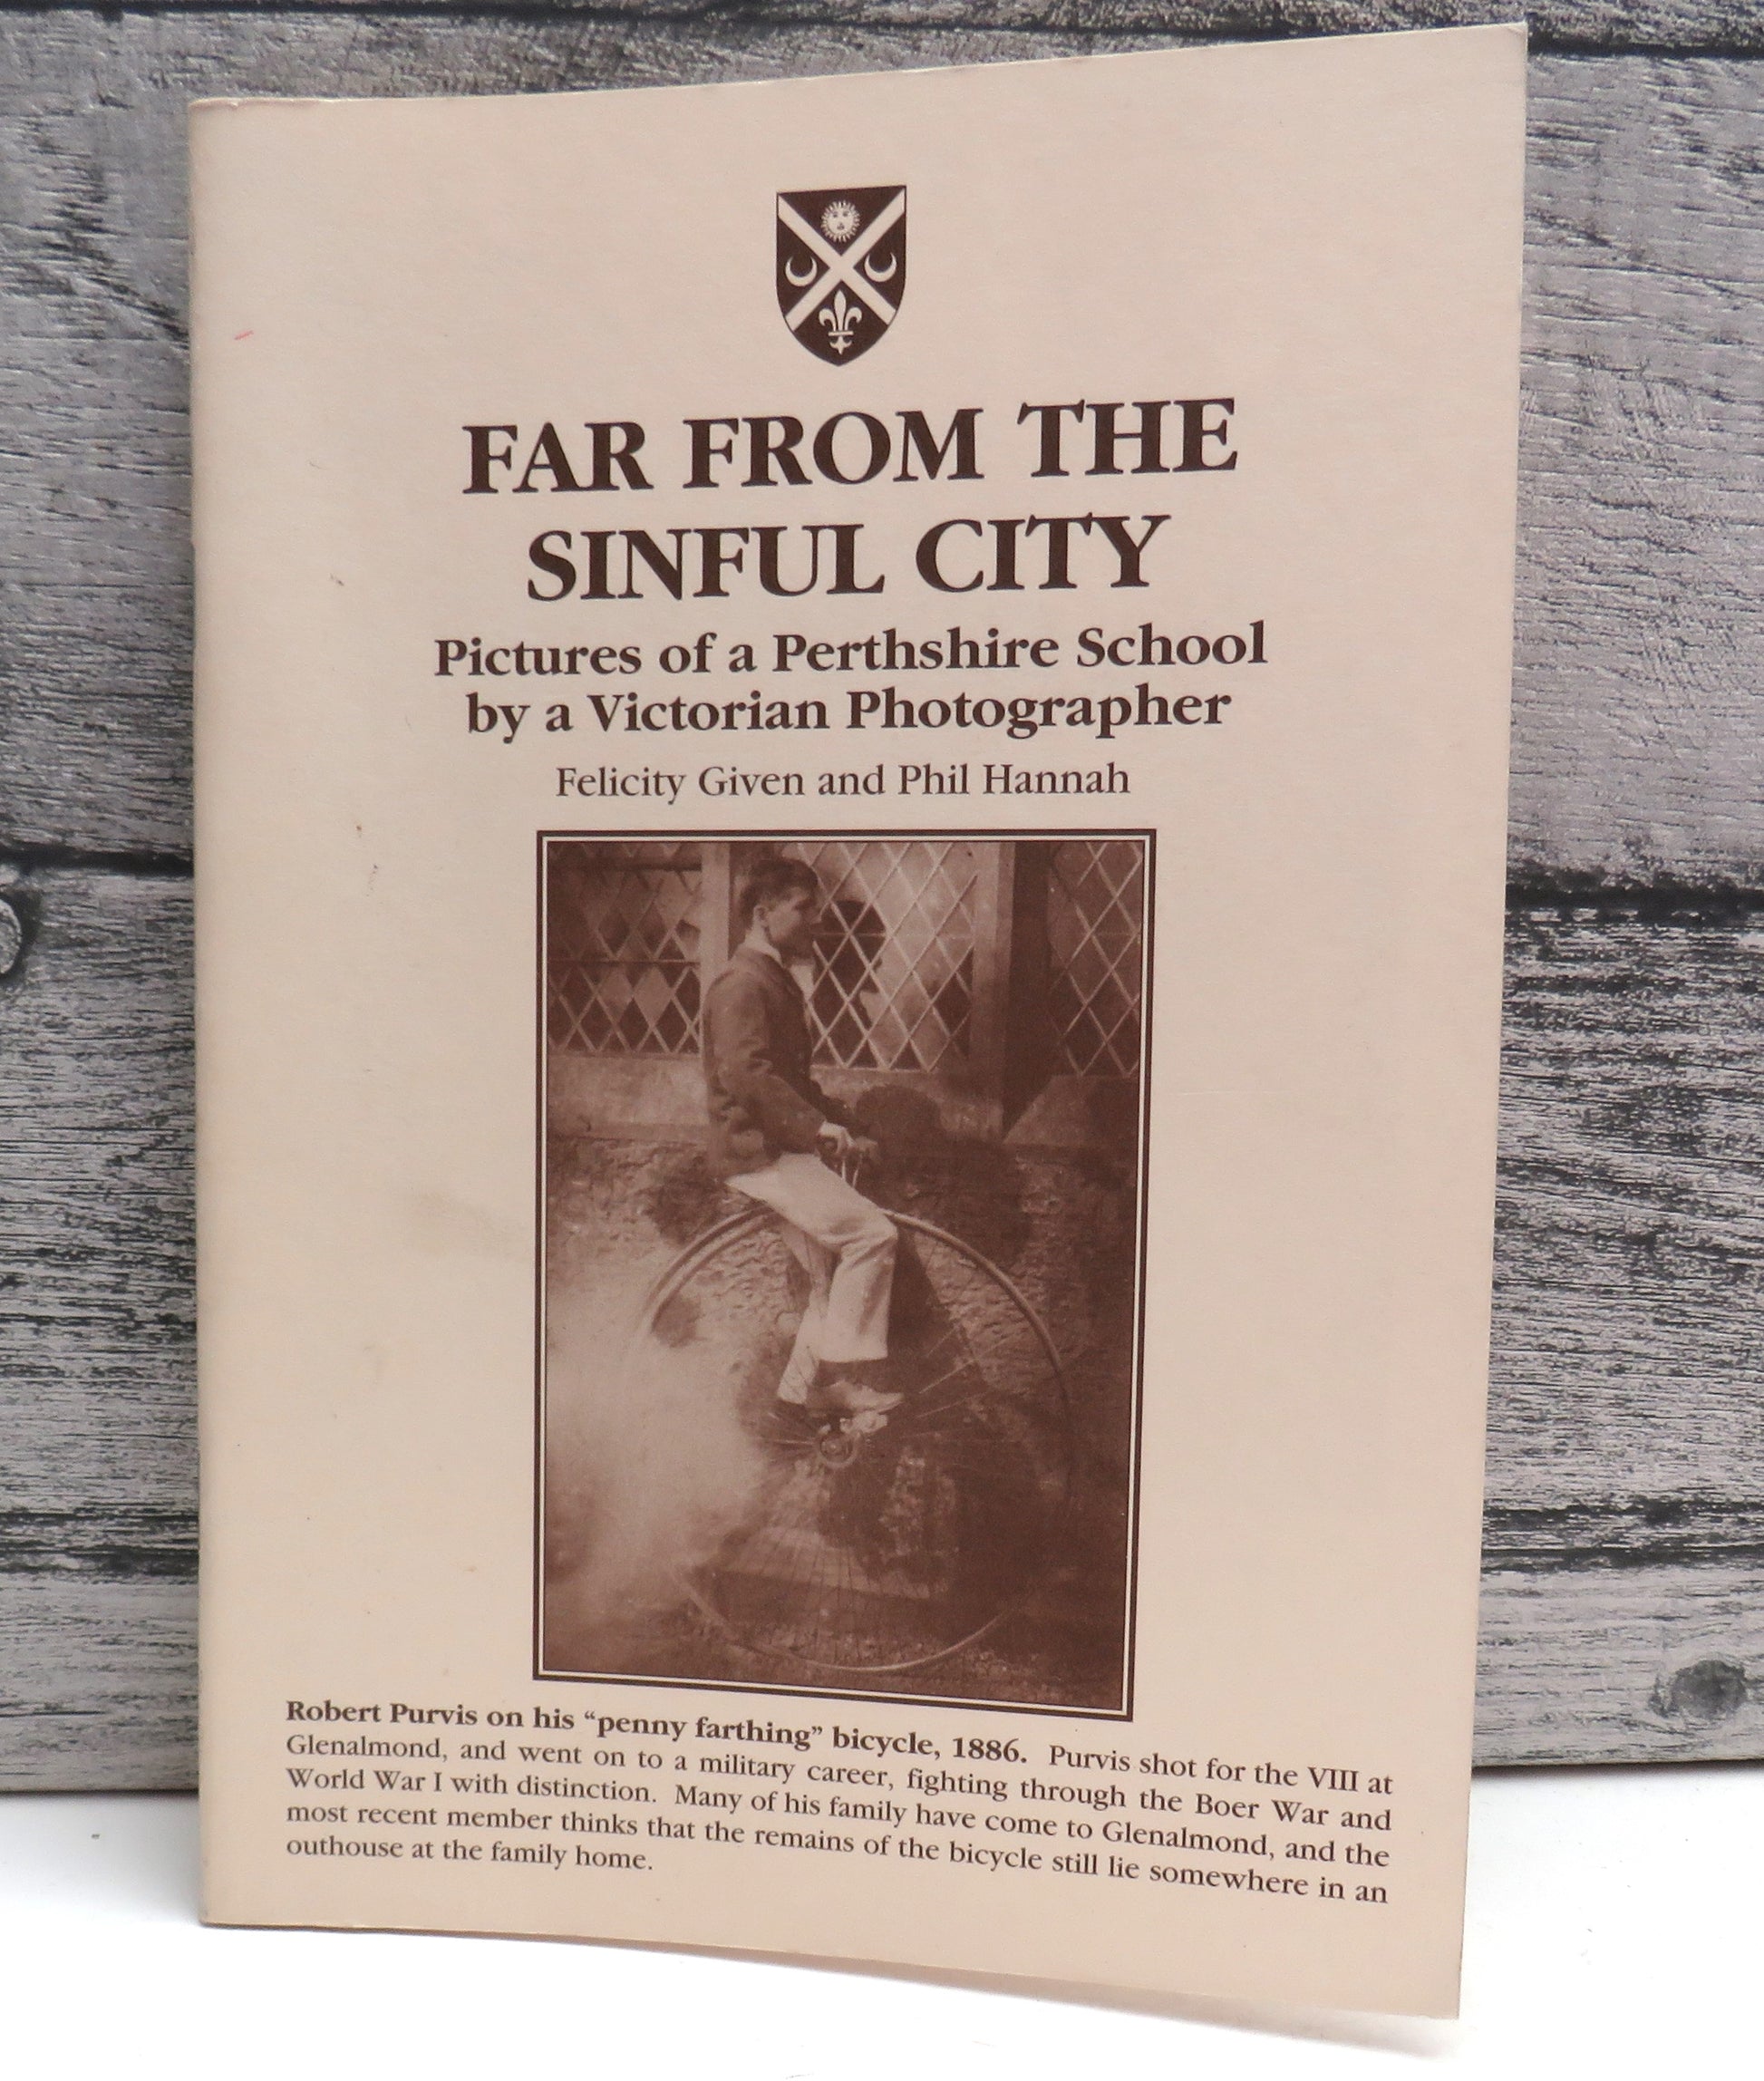 FAR FROM THE
SINFUL CITY
Pictures of a Perthshire School
by a Victorian Photographer
Felicity Given and Phil Hannah
Robert Purvis on his “penny farthing” bicycle, 1886. Purvis shot for the VIII at
Glenalmond, and went on to a military career, fighting through the Boer War and
World War I with distinction. Many of his family have come to Glenalmond, and the
most recent member thinks that the remains of the bicycle still lie somewhere in an
outhouse at the family home.